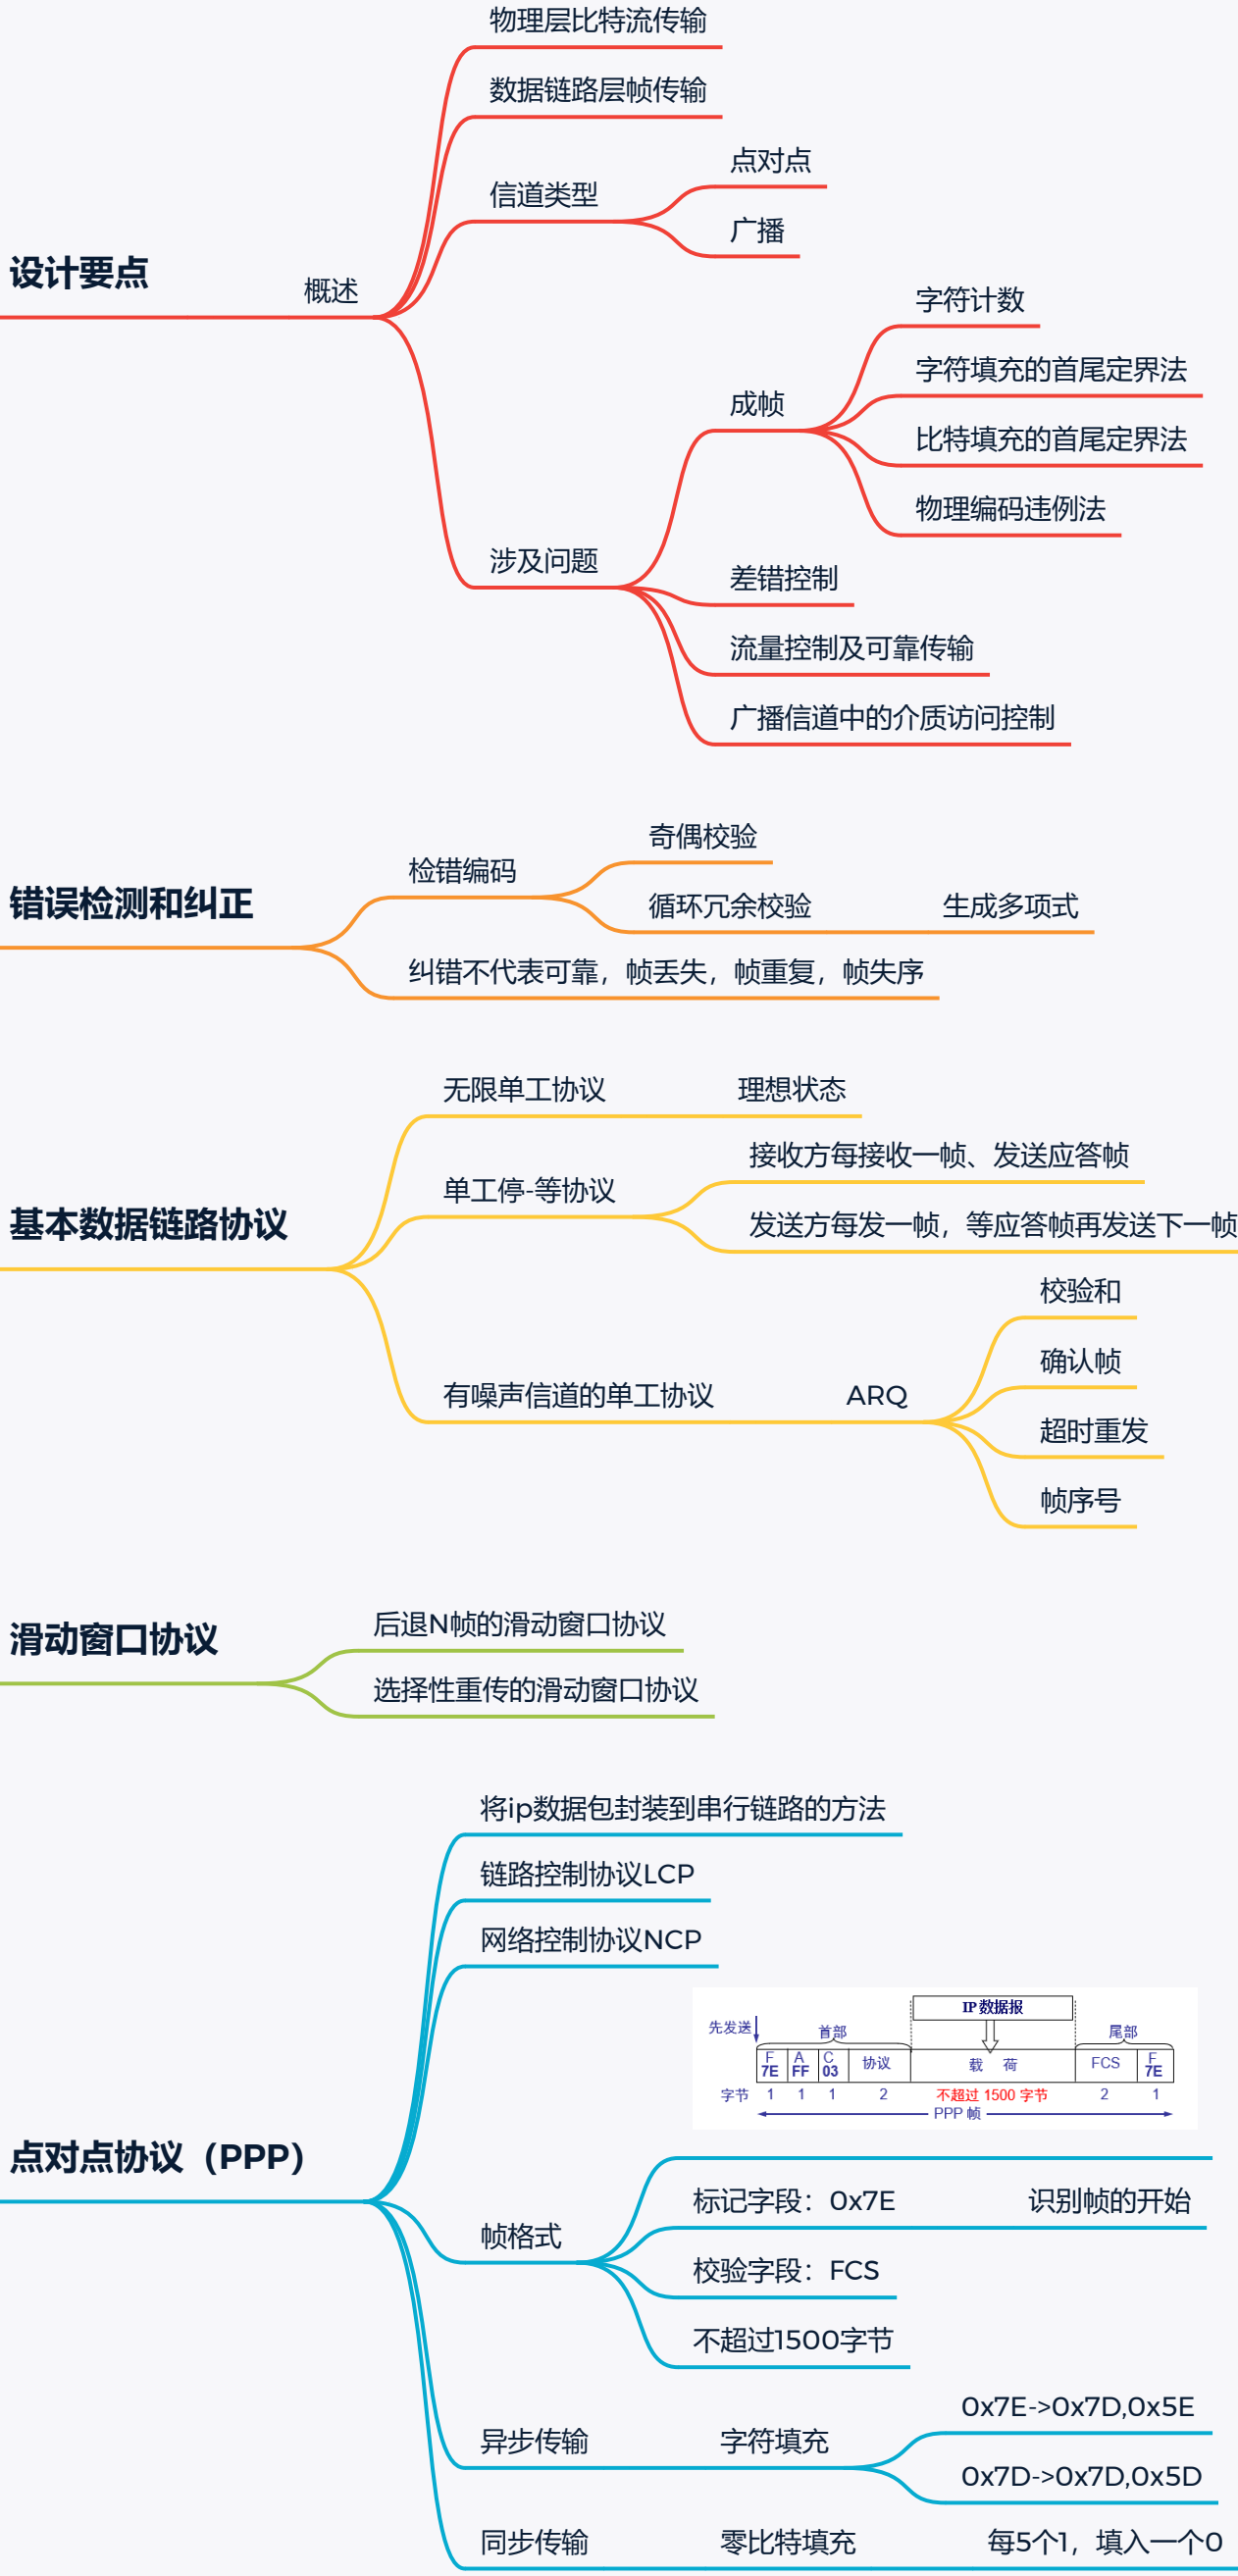 设计要点
概述
物理层比特流传输
数据链路层帧传输
信道类型
点对点
广播
涉及问题
成帧
字符计数
字符填充的首尾定界法
比特填充的首尾定界法
物理编码违例法
差错控制
流量控制及可靠传输
广播信道中的介质访问控制
错误检测和纠正
检错编码
奇偶校验
循环冗余校验
生成多项式
纠错不代表可靠，帧丢失，帧重复，帧失序
基本数据链路协议
无限单工协议
理想状态
单工停-等协议
接收方每接收一帧、发送应答帧
发送方每发一帧，等应答帧再发送下一帧
有噪声信道的单工协议
ARQ
校验和
确认帧
超时重发
帧序号
滑动窗口协议
后退N帧的滑动窗口协议
选择性重传的滑动窗口协议
点对点协议（PPP）
将ip数据包封装到串行链路的方法
链路控制协议LCP
网络控制协议NCP
帧格式
IP 数据报
先发送
首部
尾部
F A C 协议 载 荷 FCS F
7E FF 03 7E
字节 1 1 1 2 不超过 1500 字节 2 1
PPP 帧
标记字段：0x7E
识别帧的开始
校验字段：FCS
不超过1500字节
异步传输
字符填充
0x7E->0x7D,0x5E
0x7D->0x7D,0x5D
同步传输
零比特填充
每5个1，填入一个0